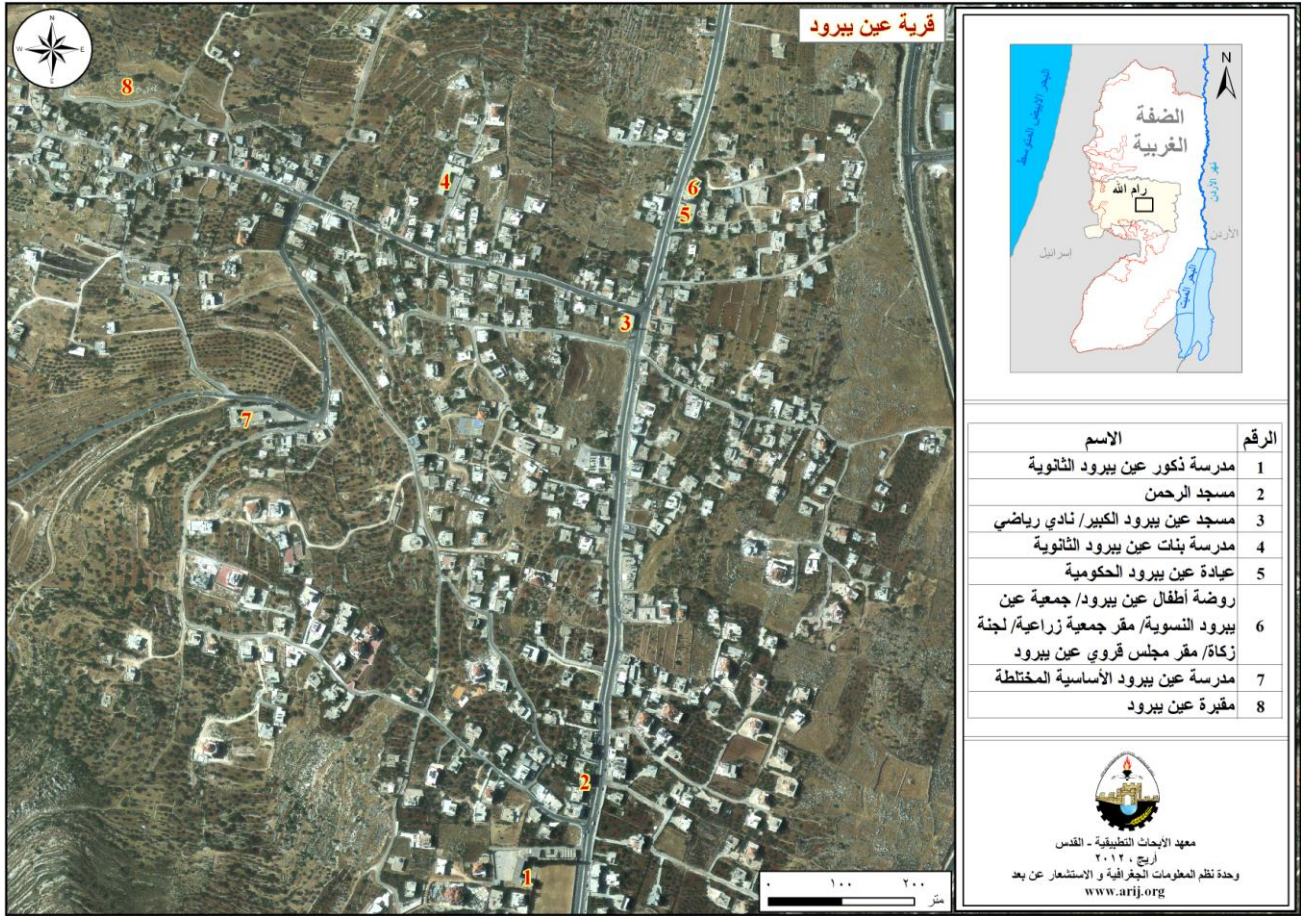 قرية عين يبرود
N
E
S
W
8
4
6
5
3
7
2
1
٠ ١٠٠ ٢٠٠
متر
N
البحر الابيض المتوسط
الضفة
الغربية
نهر الأردن
رام الله
الأردن
اسرائيل
البحر الميت
الرقم الاسم
1 مدرسة ذكور عين يبرود الثانوية
2 مسجد الرحمن
3 مسجد عين يبرود الكبير/ نادي رياضي
4 مدرسة بنات عين يبرود الثانوية
5 عيادة عين يبرود الحكومية
روضة أطفال عين يبرود/ جمعية عين
6 يبرود النسوية/ مقر جمعية زراعية/ لجنة
زكاة/ مقر مجلس قروي عين يبرود
7 مدرسة عين يبرود الأساسية المختلطة
8 مقبرة عين يبرود
معهد الأبحاث التطبيقية - القدس
أريج ، ٢٠١٢
وحدة نظم المعلومات الجغرافية و الاستشعار عن بعد
www.arij.org